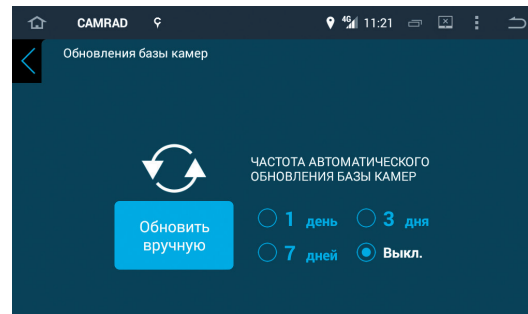 CAMRAD 4G 11:21
Обновления базы камер
ЧАСТОТА АВТОМАТИЧЕСКОГО
ОБНОВЛЕНИЯ БАЗЫ КАМЕР
Обновить
вручную
1 день 3 дня
7 дней Выкл.